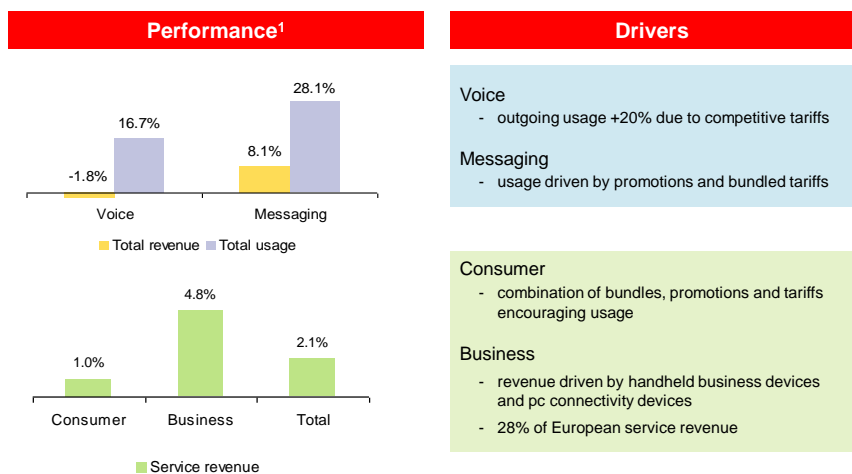 Performance¹
28.1%
16.7%
8.1%
-1.8%
Voice Messaging
Total revenue Total usage
4.8%
2.1%
1.0%
Consumer Business Total
Service revenue
Drivers
Voice
- outgoing usage +20% due to competitive tariffs
Messaging
- usage driven by promotions and bundled tariffs
Consumer
- combination of bundles, promotions and tariffs
encouraging usage
Business
- revenue driven by handheld business devices
and pc connectivity devices
- 28% of European service revenue